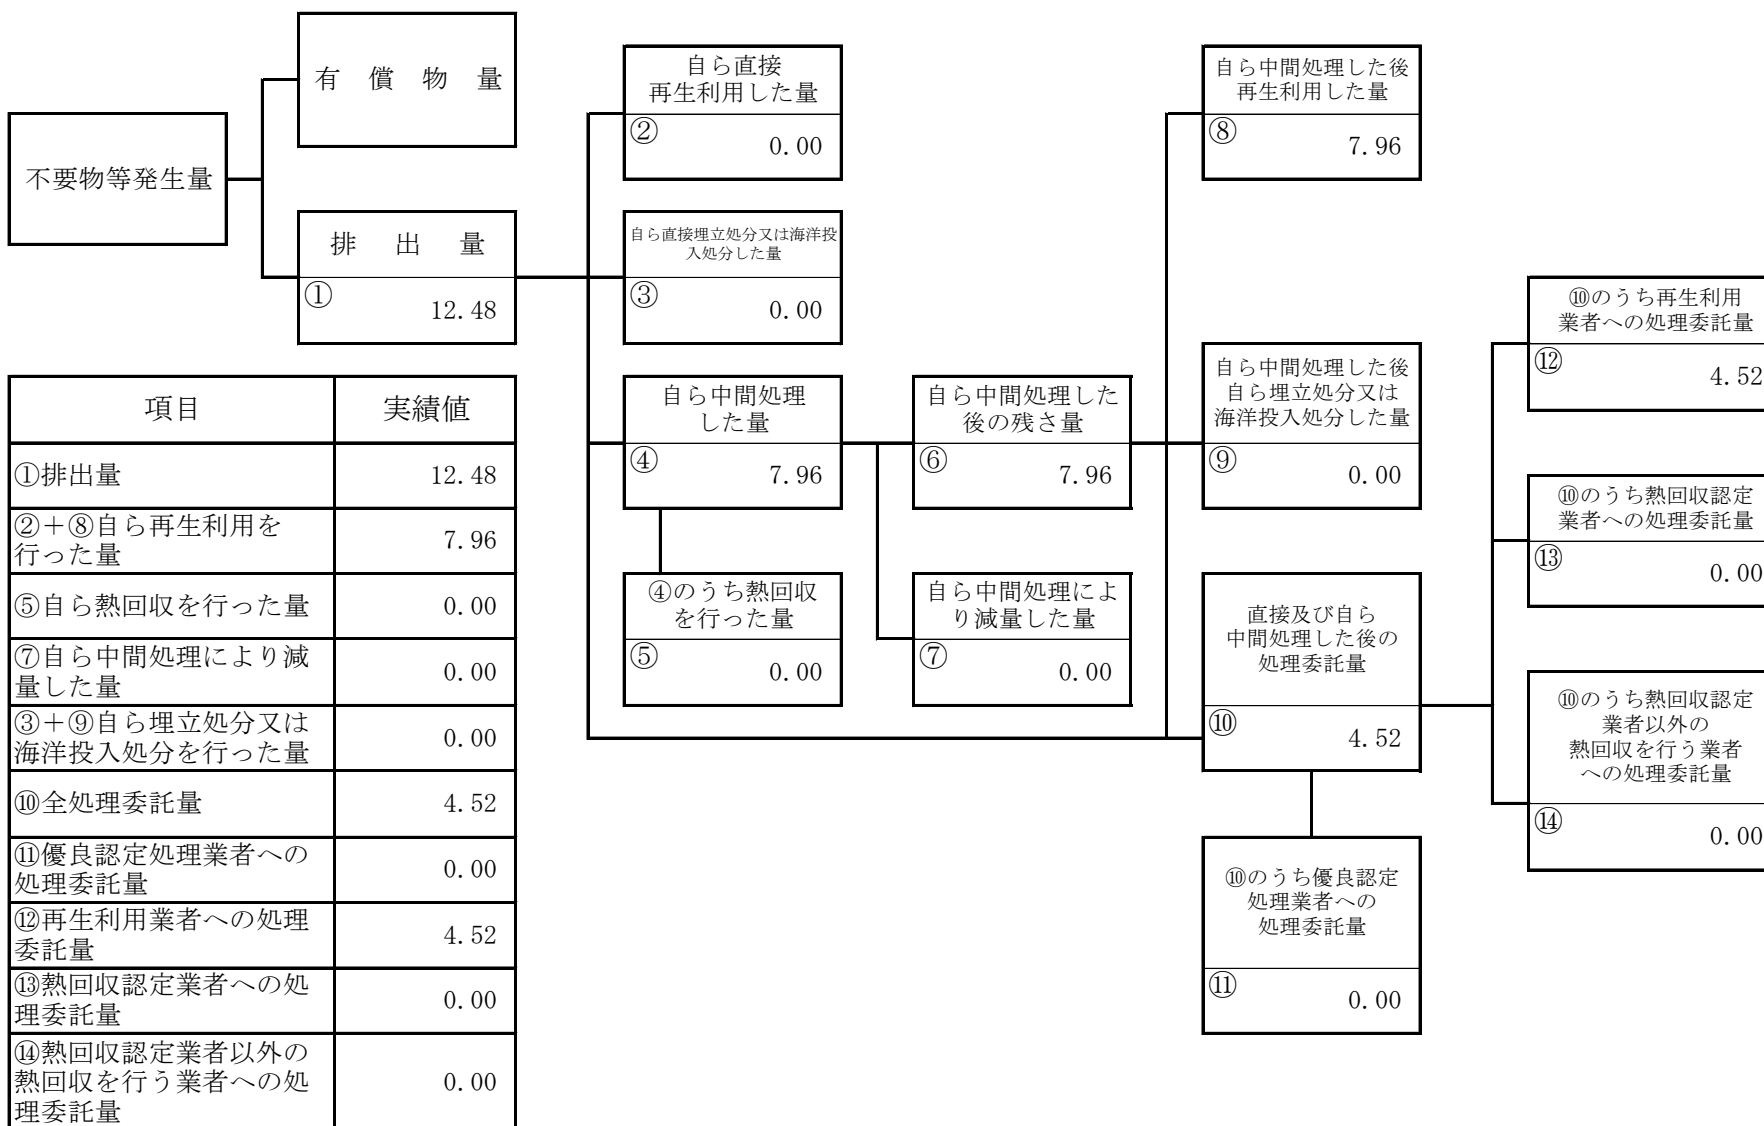 有　償　物　量
不要物等発生量
排　出　量
①
12.48
自ら直接
再生利用した量
②
0.00
自ら直接埋立処分又は海洋投
入処分した量
③
0.00
自ら中間処理
した量
④
7.96
④のうち熱回収
を行った量
⑤
0.00
自ら中間処理した
後の残さ量
⑥
7.96
自ら中間処理によ
り減量した量
⑦
0.00
自ら中間処理した後
再生利用した量
⑧
7.96
自ら中間処理した後
自ら埋立処分又は
海洋投入処分した量
⑨
0.00
直接及び自ら
中間処理した後の
処理委託量
⑩
4.52
⑩のうち優良認定
処理業者への
処理委託量
⑪
0.00
⑩のうち再生利用
業者への処理委託量
⑫
4.52
⑩のうち熱回収認定
業者への処理委託量
⑬
0.00
⑩のうち熱回収認定
業者以外の
熱回収を行う業者
への処理委託量
⑭
0.00
項目 実績値
①排出量 12.48
②＋⑧自ら再生利用を
行った量 7.96
⑤自ら熱回収を行った量 0.00
⑦自ら中間処理により減
量した量 0.00
③＋⑨自ら埋立処分又は
海洋投入処分を行った量 0.00
⑩全処理委託量 4.52
⑪優良認定処理業者への
処理委託量 0.00
⑫再生利用業者への処理
委託量 4.52
⑬熱回収認定業者への処
理委託量 0.00
⑭熱回収認定業者以外の
熱回収を行う業者への処
理委託量 0.00